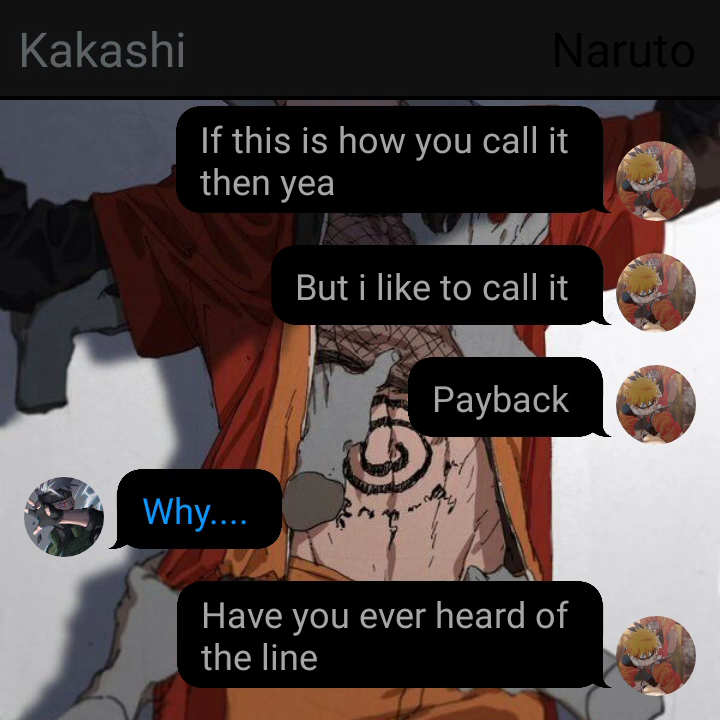 Kakashi
Naruto
If this is how you call it
then yea
But i like to call it
Payback
Why....
Have you ever heard of
the line